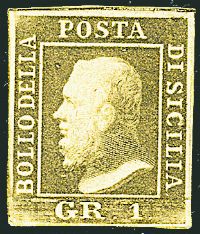 BOLLO DELLA
POSTA
DI SICILIA
GR. 1